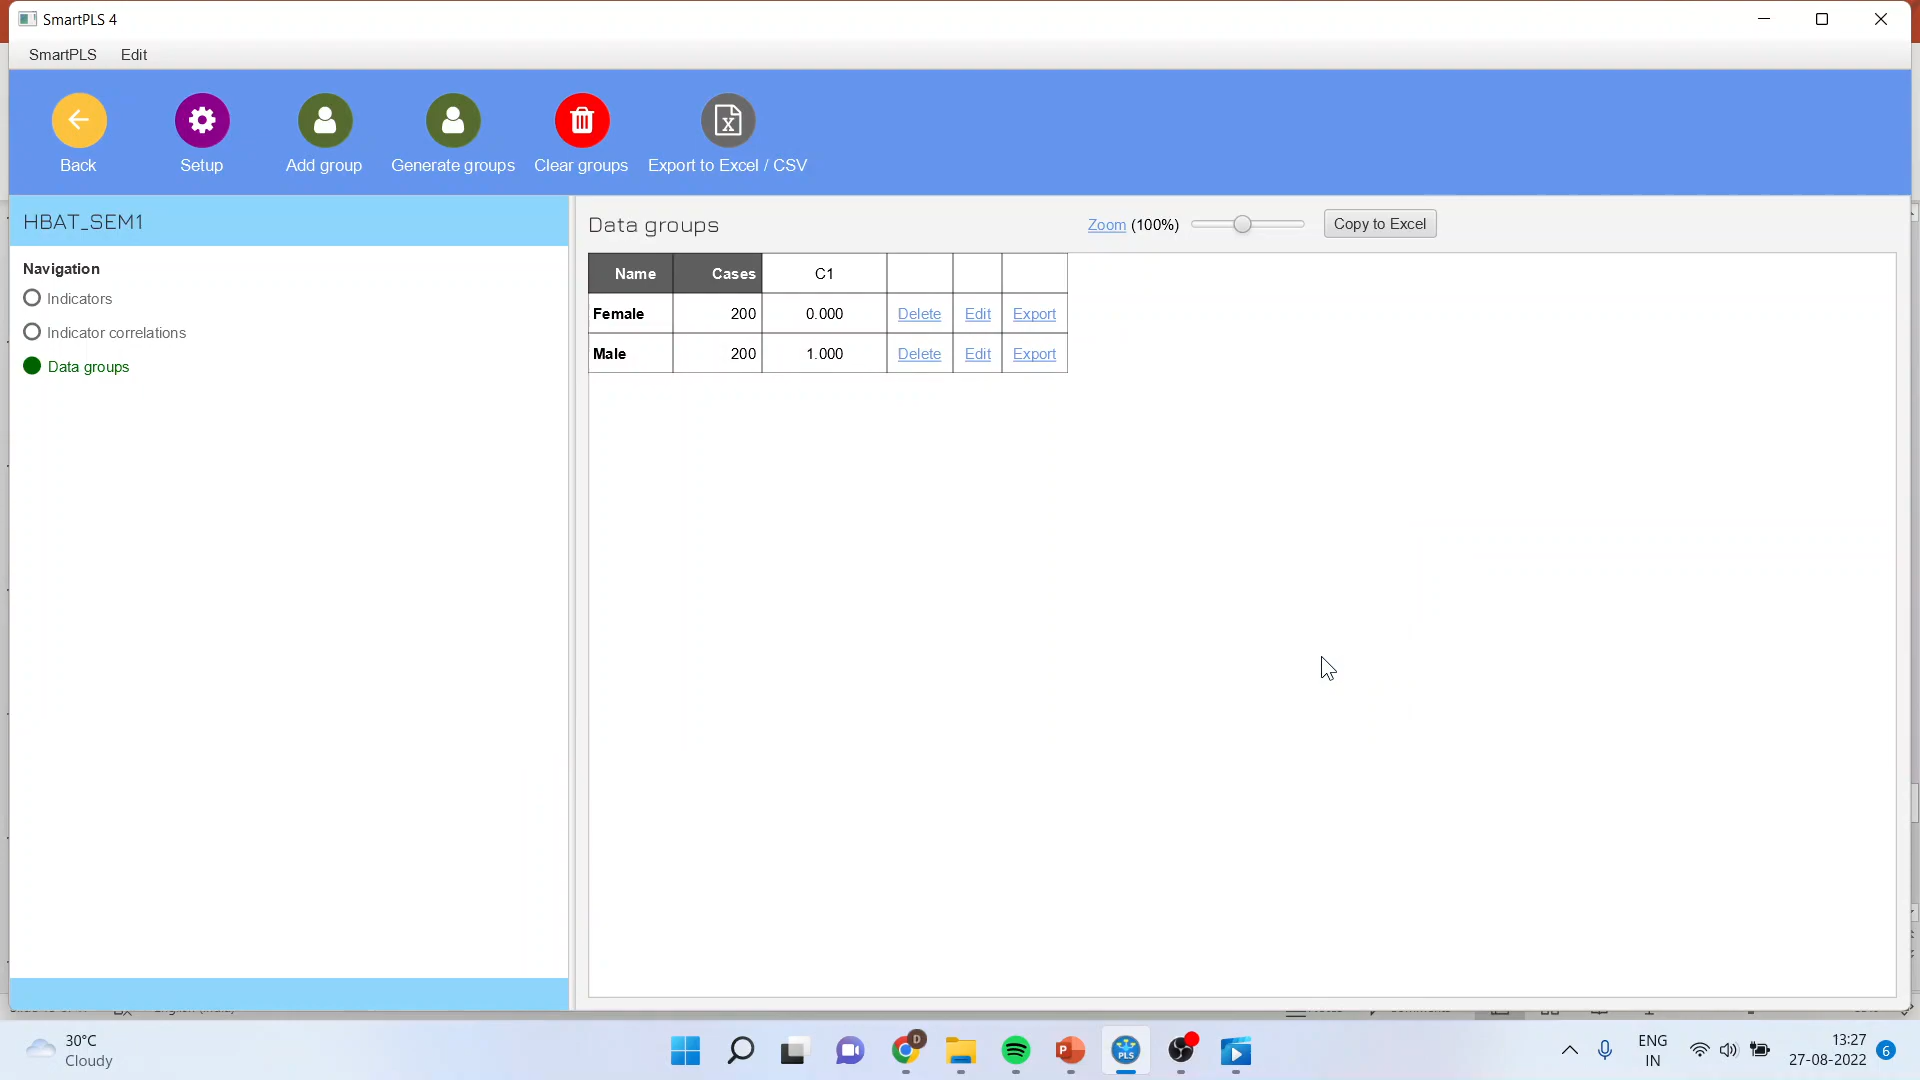 SmartPLS 4
SmartPLS Edit
Back Setup Add group Generate groups Clear groups Export to Excel / CSV
HBAT_SEM1
Data groups Zoom (100%) Copy to Excel
Navigation
Indicators
Indicator correlations
Data groups
Name Cases C1
Female 200 0.000 Delete Edit Export
Male 200 1.000 Delete Edit Export
30°C
Cloudy
D
P
PLS
ENG
IN
13:27
27-08-2022
6